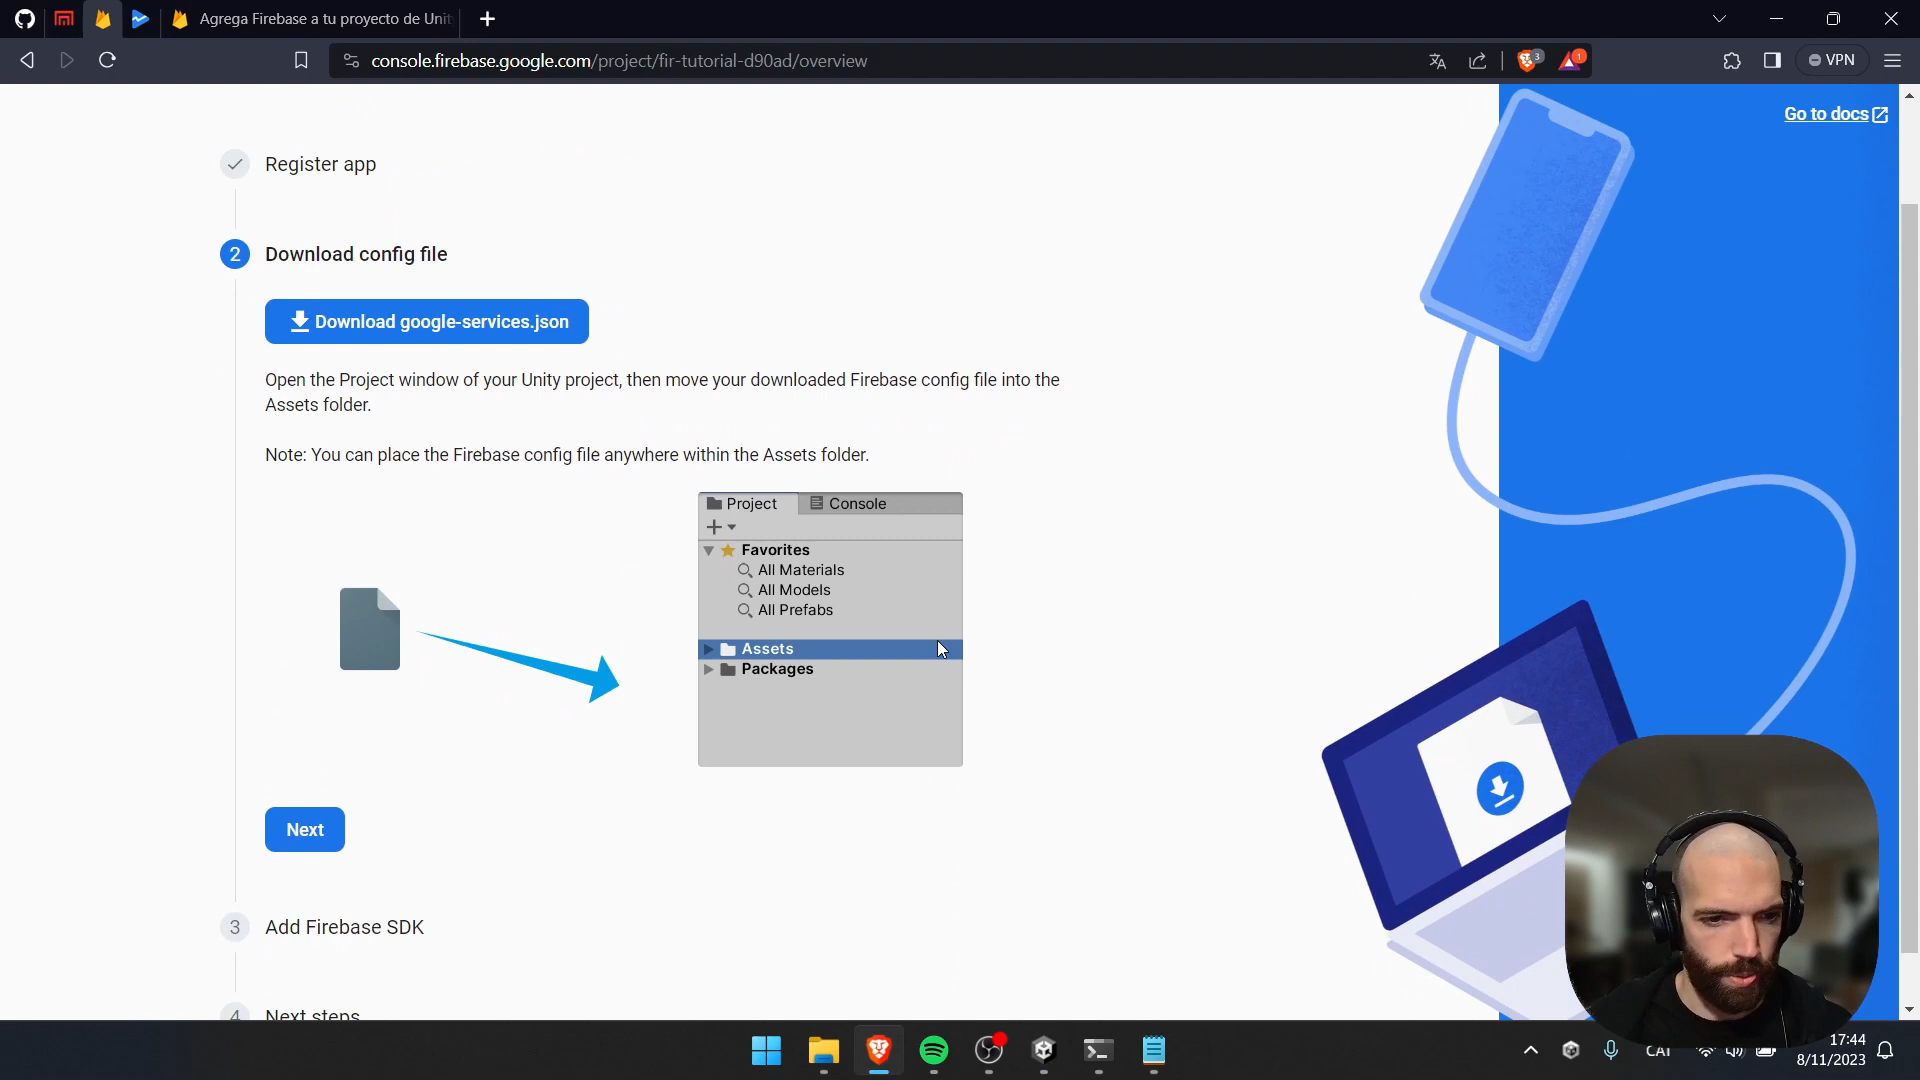 Agrega Firebase a tu proyecto de Unit
console.firebase.google.com/project/fir-tutorial-d90ad/overview
3
1
VPN
Go to docs
Register app
2
Download config file
Download google-services.json
Open the Project window of your Unity project, then move your downloaded Firebase config file into the
Assets folder.
Note: You can place the Firebase config file anywhere within the Assets folder.
Project
Console
Favorites
All Materials
All Models
All Prefabs
Assets
Packages
Next
3
Add Firebase SDK
4
Next steps
CAT
17:44
8/11/2023